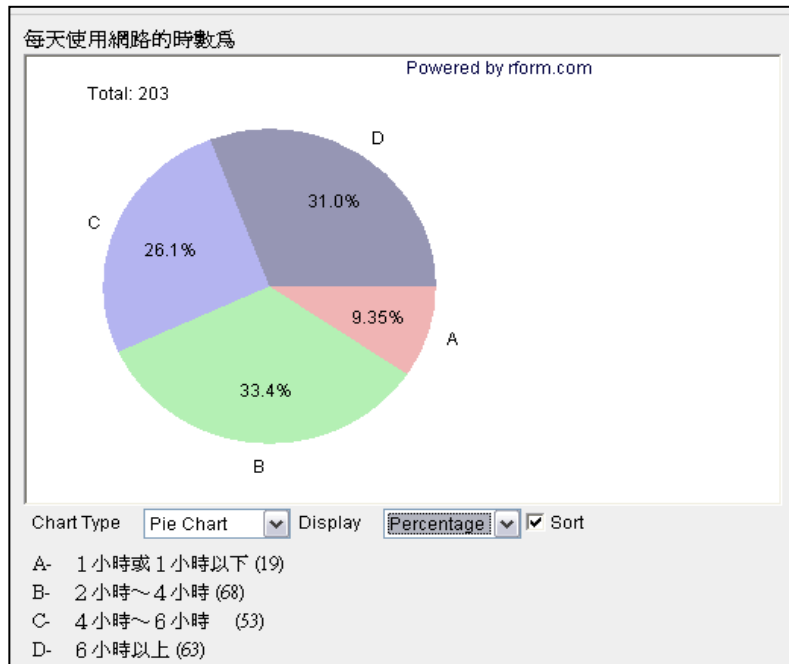 每天使用網路的時數爲
Powered by rform.com
Total: 203
D
31.0%
C
26.1%
9.35%
A
33.4%
B
Chart Type Pie Chart Display Percentage Sort
A- 1小時或1小時以下 (19)
B- 2小時～4小時 (68)
C- 4小時～6小時 (53)
D- 6小時以上 (63)